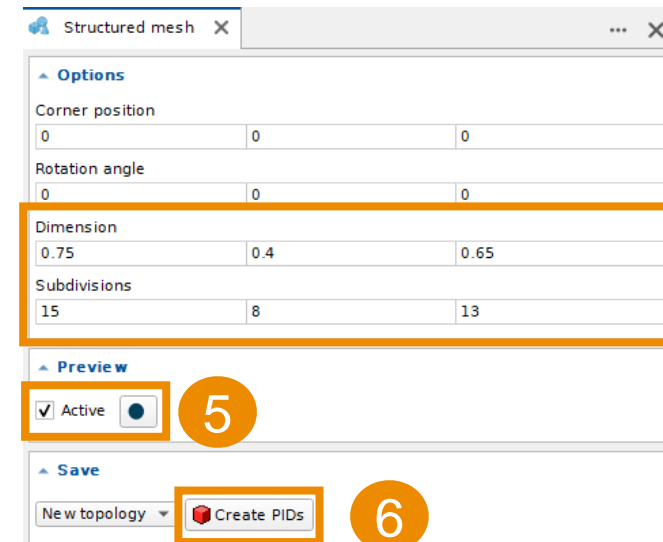 Structured mesh
Options
Corner position
0 0 0
Rotation angle
0 0 0
Dimension
0.75 0.4 0.65
Subdivisions
15 8 13
Preview
Active 5
Save
New topology Create PIDs 6